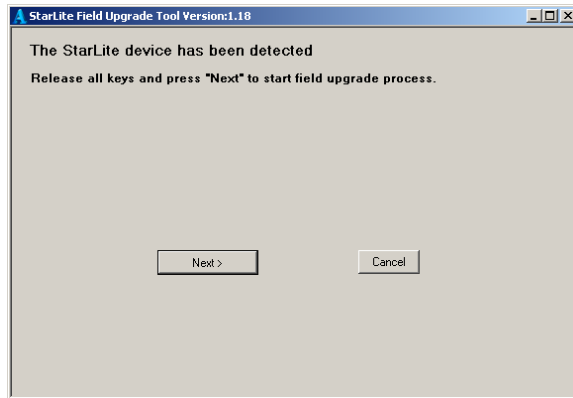 StarLite Field Upgrade Tool Version:1.18
The StarLite device has been detected
Release all keys and press "Next" to start field upgrade process.
Next >
Cancel